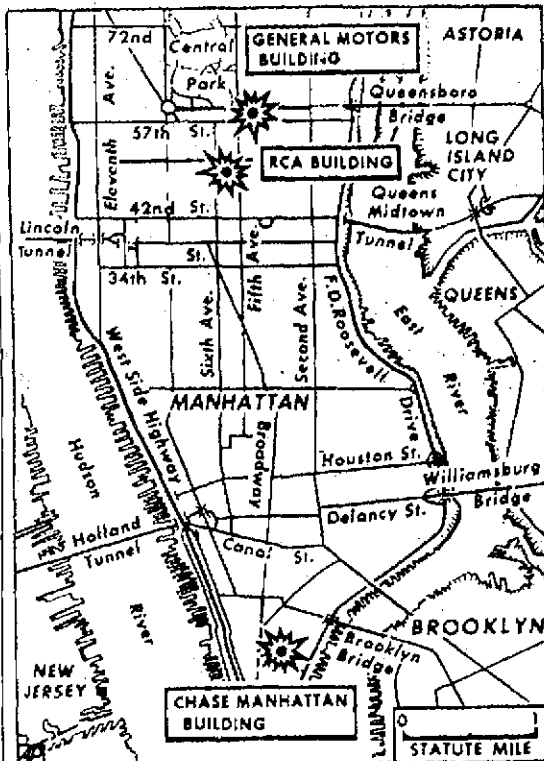 72nd
Central
Park
GENERAL MOTORS
BUILDING
ASTORIA
Ave.
Eleventh
57th St.
Queensboro
Bridge
RCA BUILDING
LONG
ISLAND
CITY
42nd St.
Queens
Midtown
Tunnel
Lincoln
Tunnel
St.
34th St.
Sixth Ave.
Fifth Ave.
Second Ave.
F.D. Roosevelt
Drive
East
River
QUEENS
West Side Highway
MANHATTAN
Broadway
Houston St.
Williamsburg
Bridge
Delancy St.
Hudson
River
Holland
Tunnel
Canal St.
BROOKLYN
Brooklyn
Bridge
NEW
JERSEY
CHASE MANHATTAN
BUILDING
0 1
STATUTE MILE